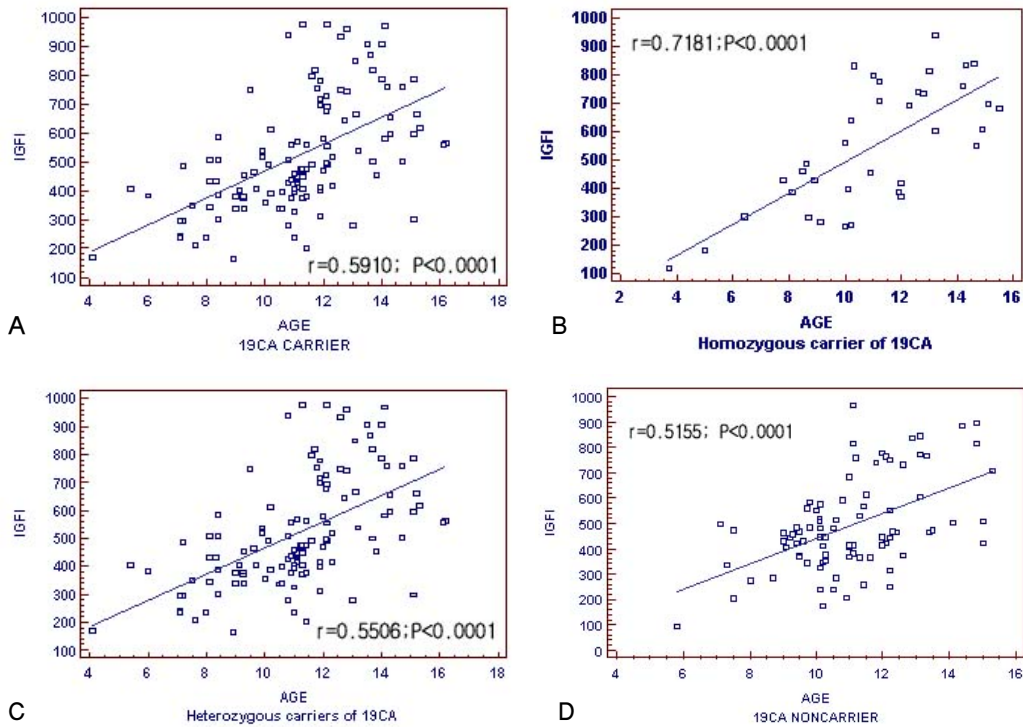 1000
900
800
700
600
500
400
300
200
100
IGFI
r=0.5910; P<0.0001
4 6 8 10 12 14 16 18
AGE
19CA CARRIER
A
1000
900
800
700
600
500
400
300
200
100
IGFI
r=0.7181;P<0.0001
2 4 6 8 10 12 14 16
AGE
Homozygous carrier of 19CA
B
1000
900
800
700
600
500
400
300
200
100
IGFI
r=0.5506;P<0.0001
4 6 8 10 12 14 16 18
AGE
Heterozygous carriers of 19CA
C
1000
900
800
700
600
500
400
300
200
100
0
IGFI
r=0.5155; P<0.0001
4 6 8 10 12 14 16
AGE
19CA NONCARRIER
D